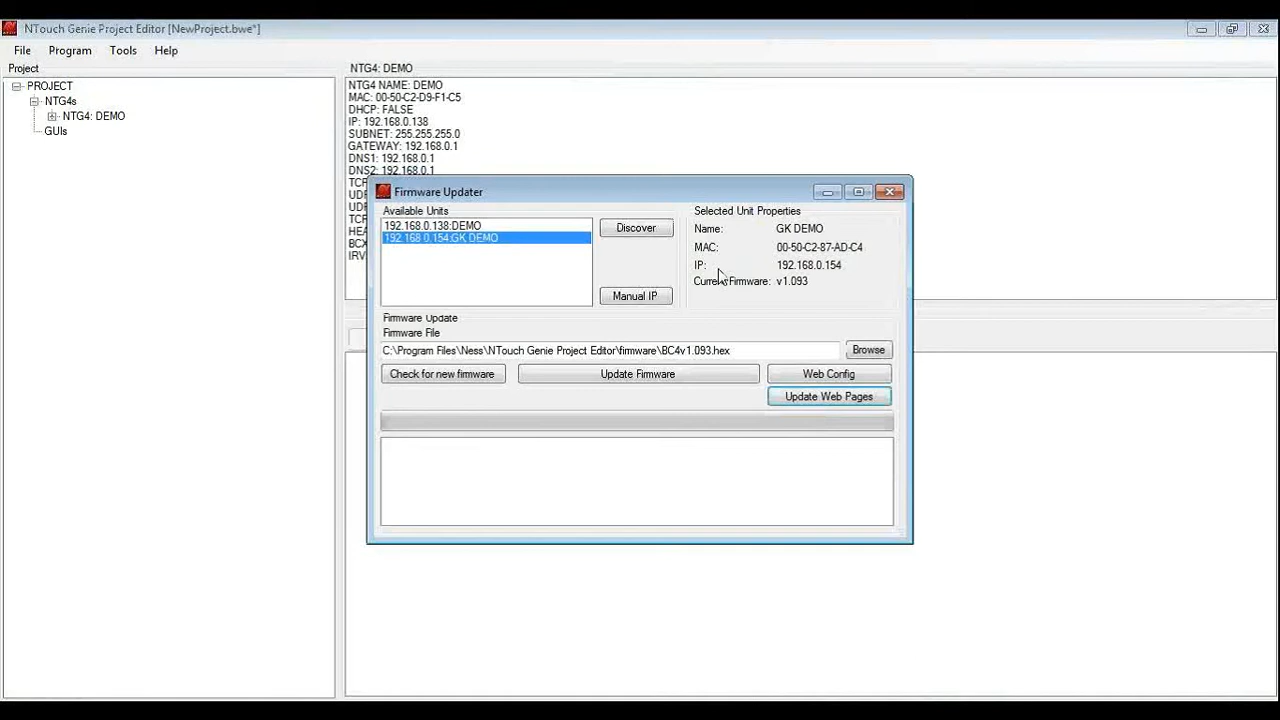 NTouch Genie Project Editor [NewProject.bwe*]
File Program Tools Help
Project
PROJECT
NTG4s
NTG4: DEMO
GUIs
NTG4: DEMO
NTG4 NAME: DEMO
MAC: 00-50-C2-D9-F1-C5
DHCP: FALSE
IP: 192.168.0.138
SUBNET: 255.255.255.0
GATEWAY: 192.168.0.1
DNS1: 192.168.0.1
DNS2: 192.168.0.1
Firmware Updater
Available Units
192.168.0.138:DEMO
192.168.0.154:GK DEMO
Discover
Manual IP
Selected Unit Properties
Name: GK DEMO
MAC: 00-50-C2-87-AD-C4
IP: 192.168.0.154
Current Firmware: v1.093
Firmware Update
Firmware File
C:\Program Files\Ness\NTouch Genie Project Editor\firmware\BC4v1.093.hex
Browse
Check for new firmware
Update Firmware
Web Config
Update Web Pages